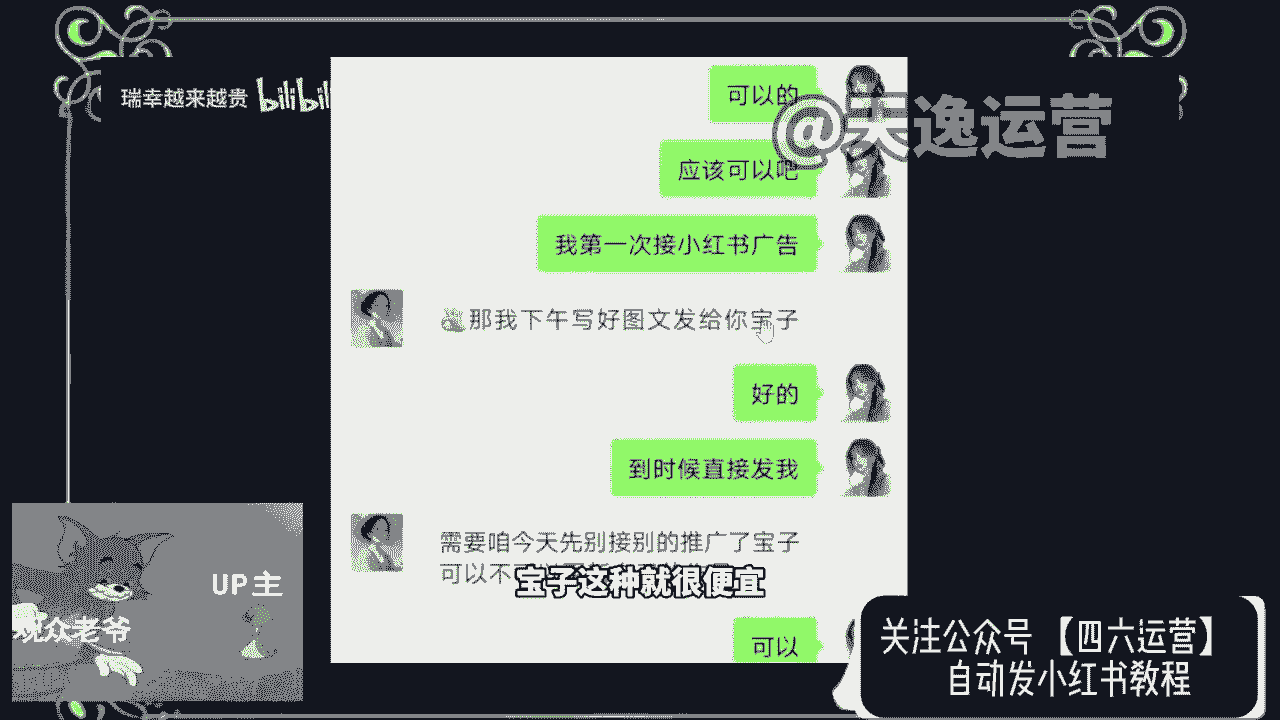 瑞幸越来越贵 bilibil
@天逸运营
可以的
应该可以吧
我第一次接小红书广告
那我下午写好图文发给你宝子
好的
到时候直接发我
需要咱今天先别接别的推广了宝子
可以不
宝子这种就很便宜
可以
UP主
观众老爷
关注公众号【四六运营】
自动发小红书教程